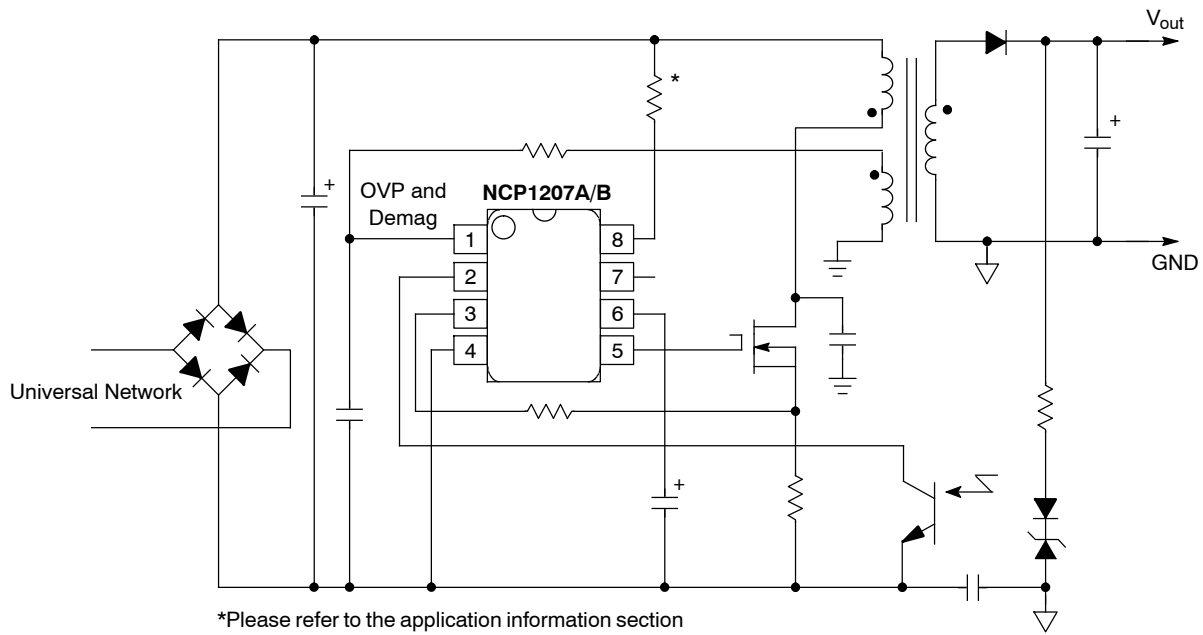 Vout
*
+
+
OVP and
Demag
NCP1207A/B
1
2
3
4
8
7
6
5
GND
Universal Network
+
*Please refer to the application information section